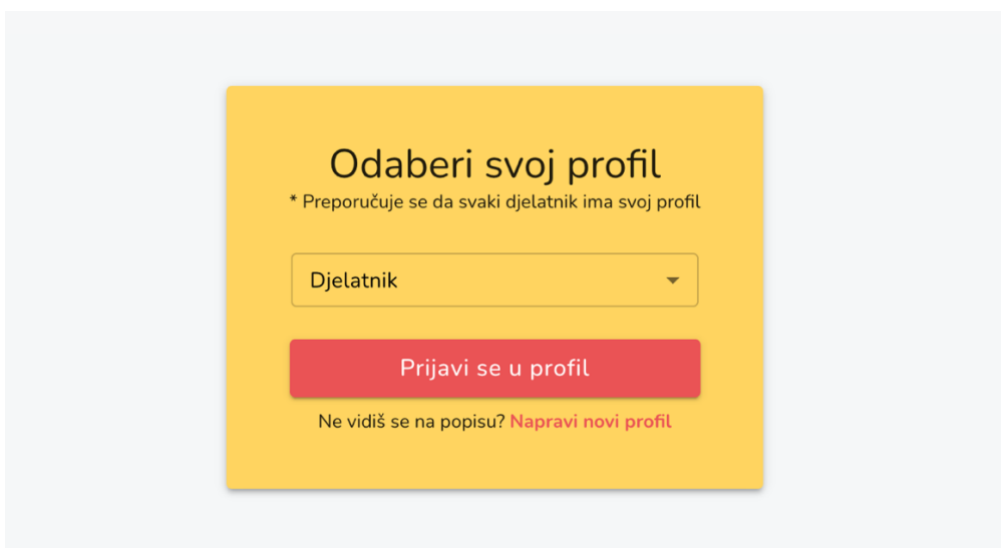 Odaberi svoj profil
* Preporučuje se da svaki djelatnik ima svoj profil
Djelatnik
Prijavi se u profil
Ne vidiš se na popisu? Napravi novi profil